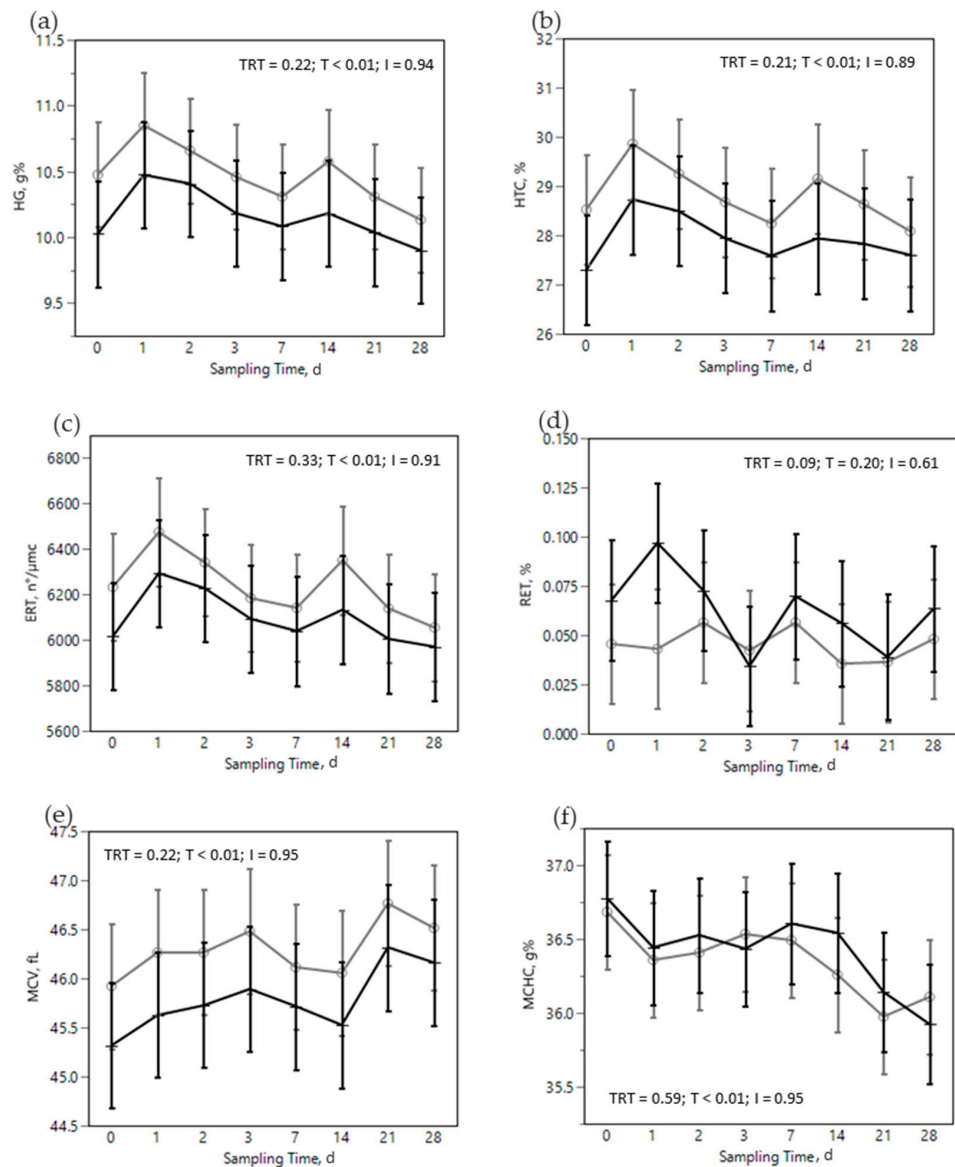 (a)
11.5
11.0
10.5
10.0
9.5
HG, g%
TRT = 0.22; T < 0.01; I = 0.94
0 1 2 3 7 14 21 28
Sampling Time, d
(b)
32
31
30
29
28
27
26
HTC, %
TRT = 0.21; T < 0.01; I = 0.89
0 1 2 3 7 14 21 28
Sampling Time, d
(c)
6800
6600
6400
6200
6000
5800
5600
ERT, n°/μmc
TRT = 0.33; T < 0.01; I = 0.91
0 1 2 3 7 14 21 28
Sampling Time, d
(d)
0.150
0.125
0.100
0.075
0.050
0.025
0.000
RET, %
TRT = 0.09; T = 0.20; I = 0.61
0 1 2 3 7 14 21 28
Sampling Time, d
(e)
47.5
47.0
46.5
46.0
45.5
45.0
44.5
MCV, fL
TRT = 0.22; T < 0.01; I = 0.95
0 1 2 3 7 14 21 28
Sampling Time, d
(f)
37.0
36.5
36.0
35.5
MCHC, g%
TRT = 0.59; T < 0.01; I = 0.95
0 1 2 3 7 14 21 28
Sampling Time, d